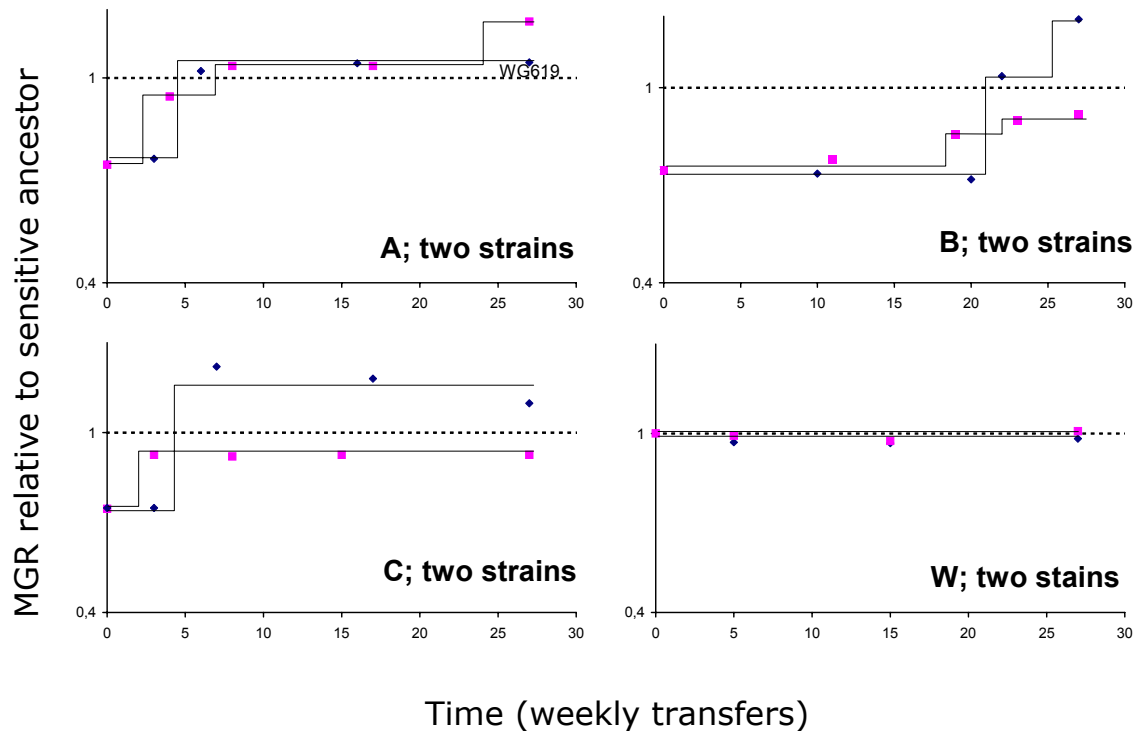 MGR relative to sensitive ancestor
1
WG619
A; two strains
0,4
0 5 10 15 20 25 30
1
B; two strains
0,4
0 5 10 15 20 25 30
1
C; two strains
0,4
0 5 10 15 20 25 30
1
W; two stains
0,4
0 5 10 15 20 25 30
Time (weekly transfers)